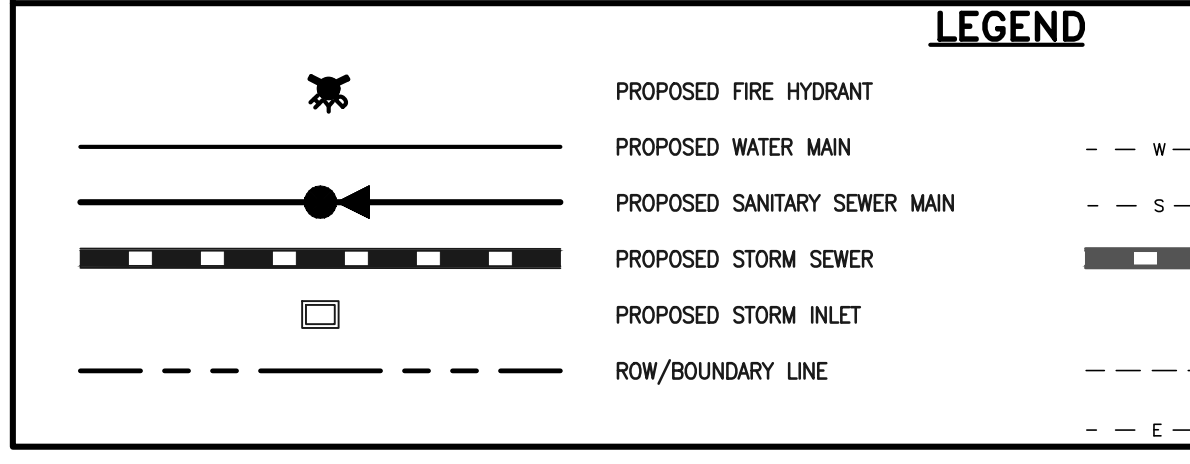 LEGEND
PROPOSED FIRE HYDRANT
PROPOSED WATER MAIN
W
PROPOSED SANITARY SEWER MAIN
S
PROPOSED STORM SEWER
PROPOSED STORM INLET
ROW/BOUNDARY LINE
E